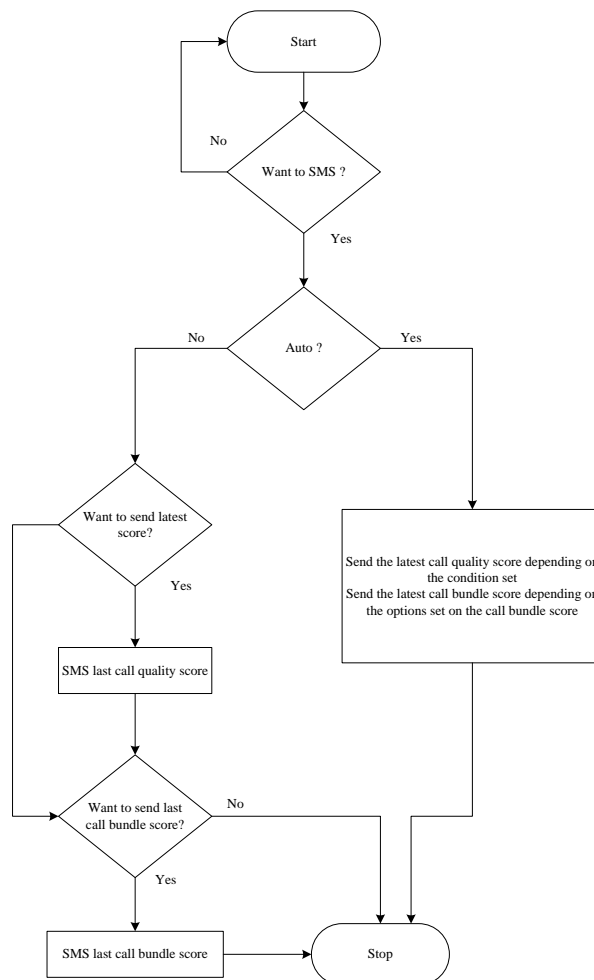 Start
No
Want to SMS ?
Yes
No
Auto ?
Yes
Want to send latest
score?
Yes
Send the latest call quality score depending on
the condition set
Send the latest call bundle score depending on
the options set on the call bundle score
SMS last call quality score
Want to send last
call bundle score?
No
Yes
SMS last call bundle score
Stop